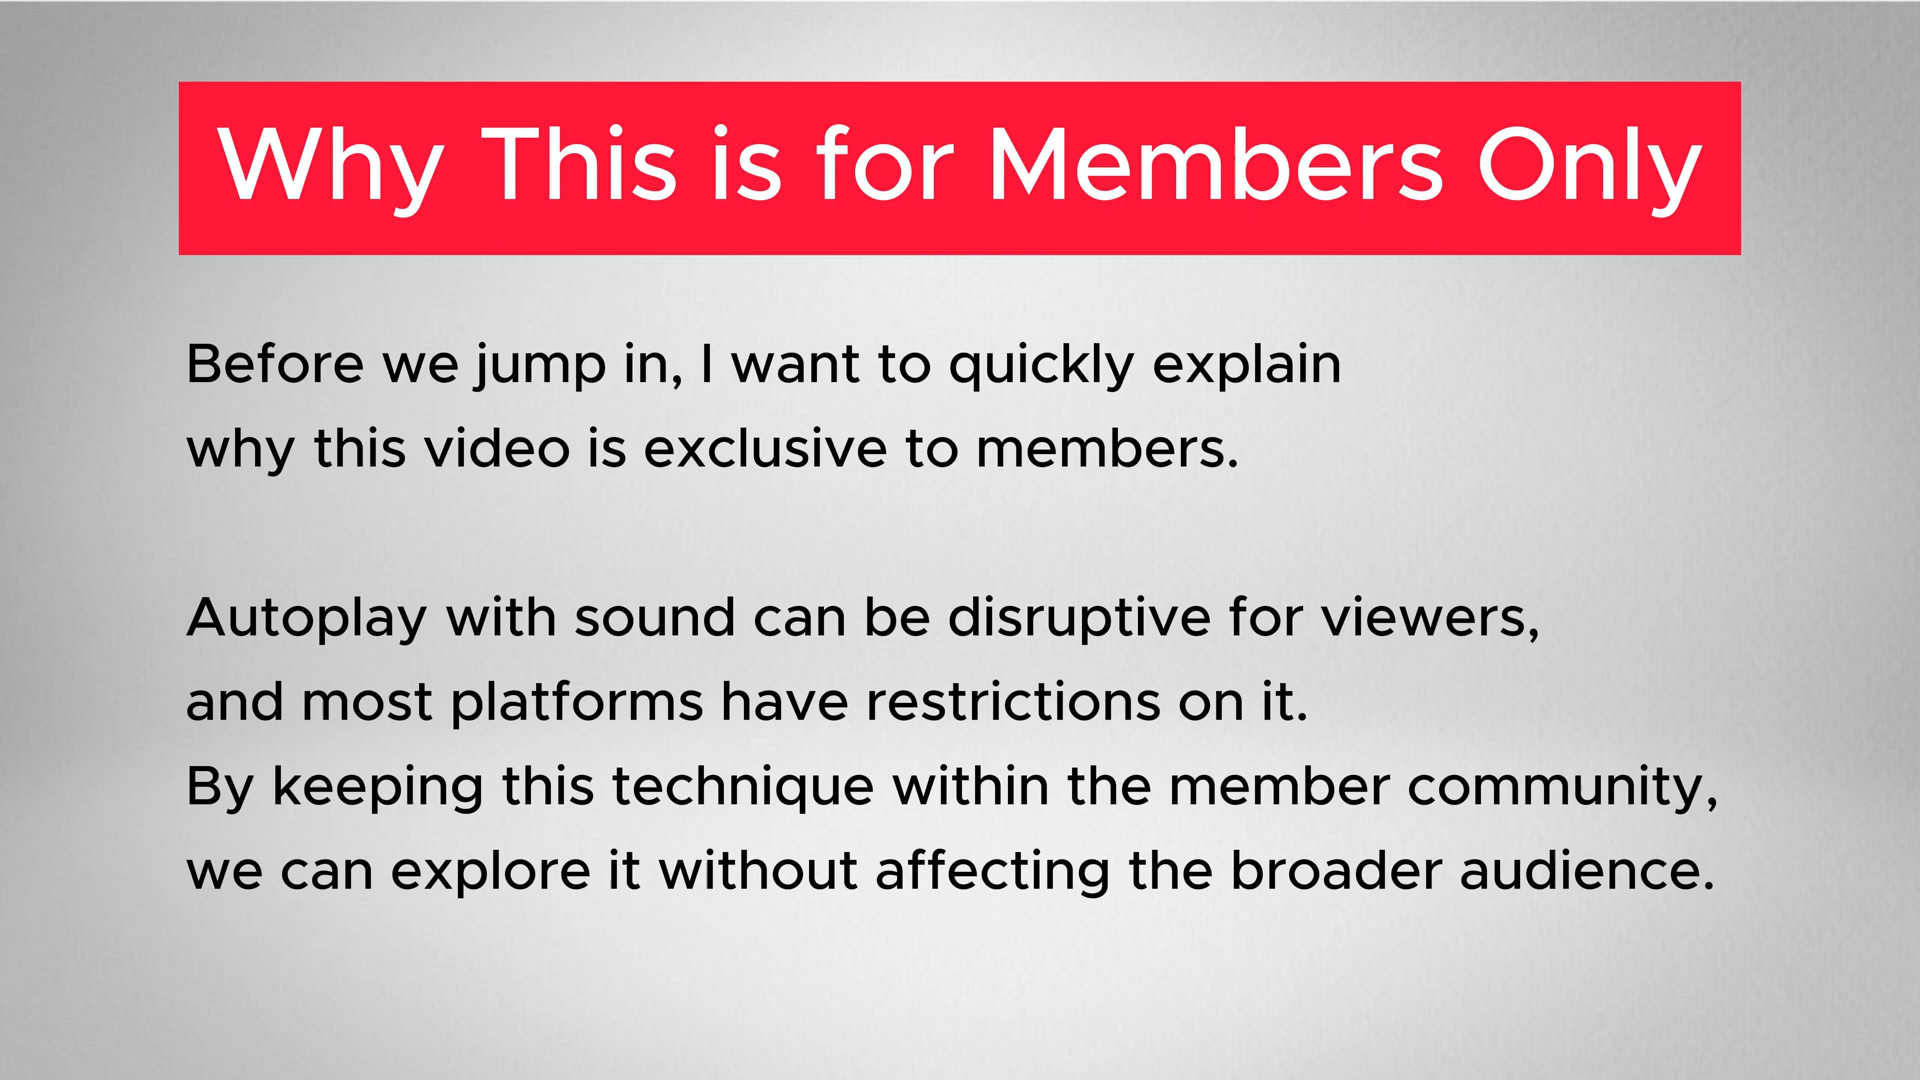 Why This is for Members Only
Before we jump in, I want to quickly explain
why this video is exclusive to members.
Autoplay with sound can be disruptive for viewers,
and most platforms have restrictions on it.
By keeping this technique within the member community,
we can explore it without affecting the broader audience.